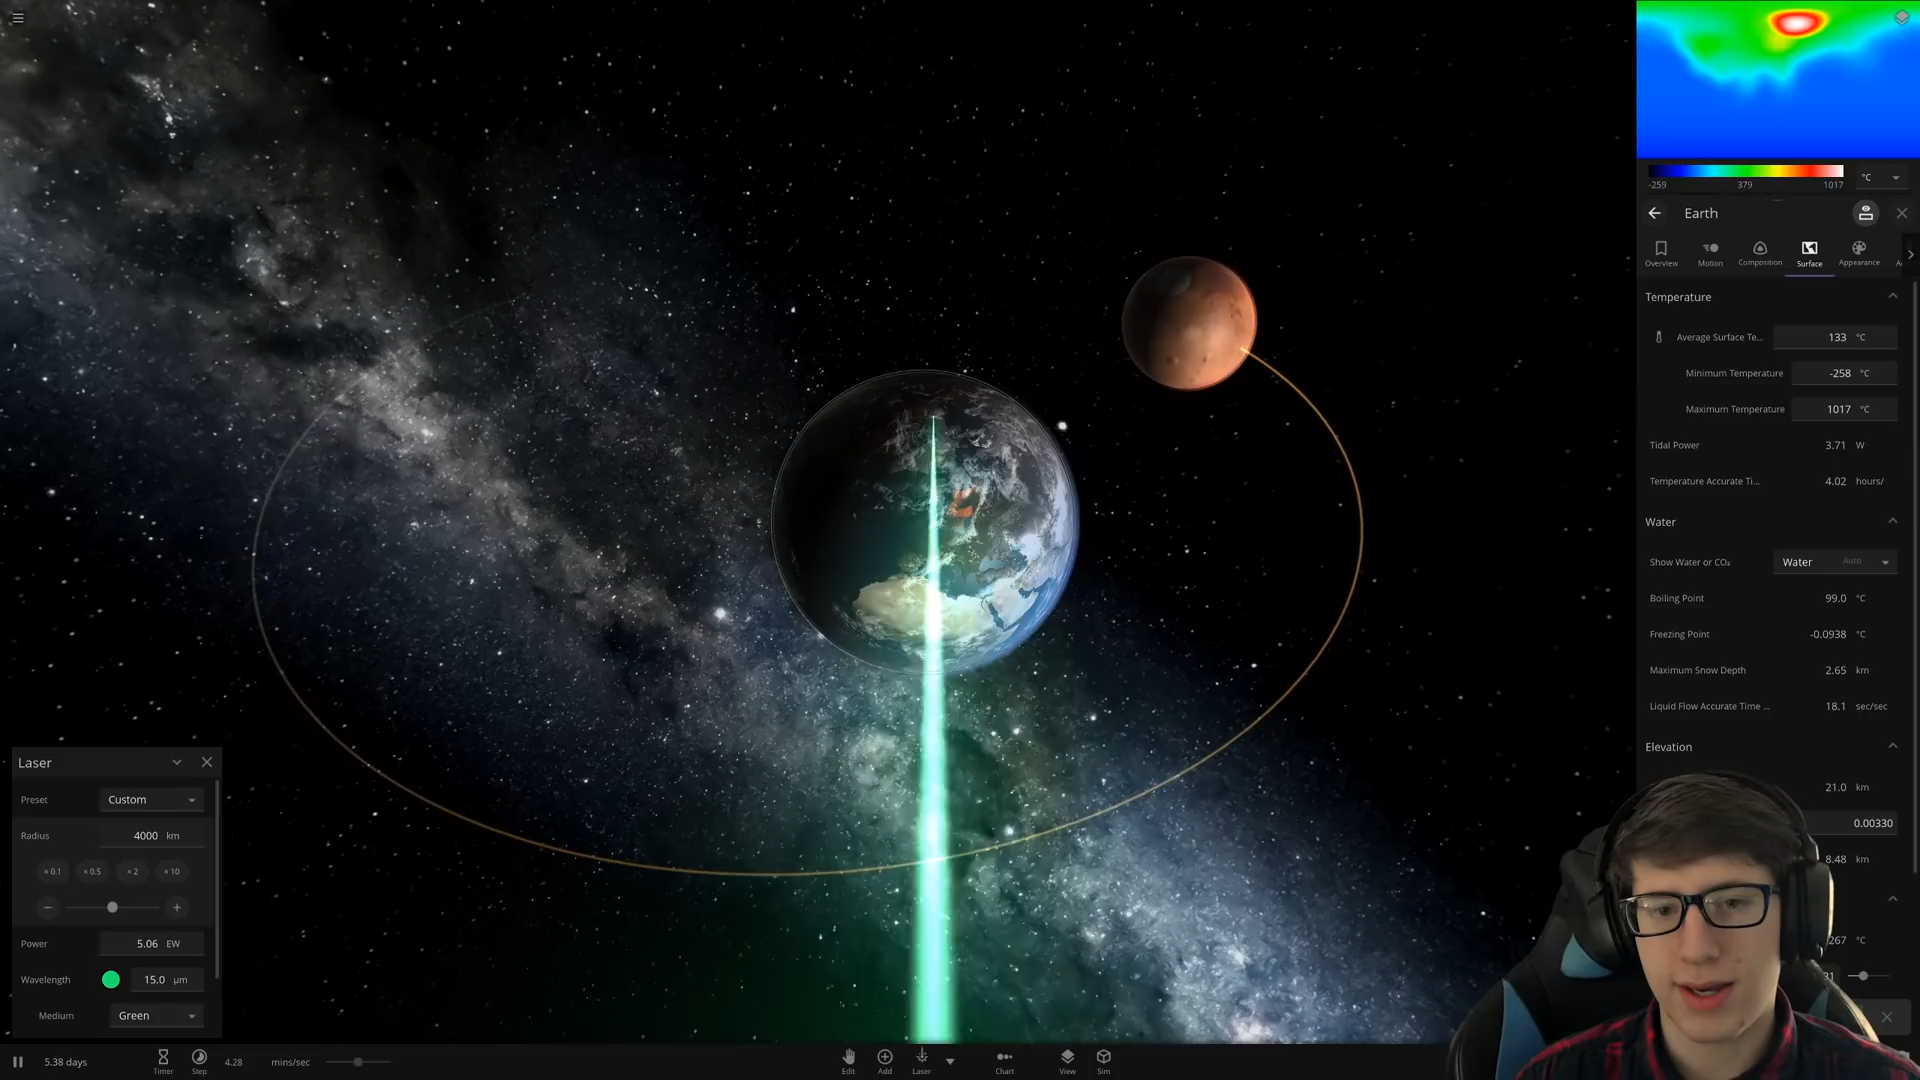 -259 379 1017 °C
Earth
Overview Motion Composition Surface Appearance
Temperature
Average Surface Te... 133 °C
Minimum Temperature -258 °C
Maximum Temperature 1017 °C
Tidal Power 3.71 W
Temperature Accurate Ti... 4.02 hours/
Water
Show Water or CO₂ Water Auto
Boiling Point 99.0 °C
Freezing Point -0.0938 °C
Maximum Snow Depth 2.65 km
Liquid Flow Accurate Time ... 18.1 sec/sec
Elevation
21.0 km
0.00330
8.48 km
267 °C
Laser
Preset Custom
Radius 4000 km
× 0.1 × 0.5 × 2 × 10
Power 5.06 EW
Wavelength 15.0 µm
Medium Green
5.38 days Timer Step 4.28 mins/sec Edit Add Laser Chart View Sim